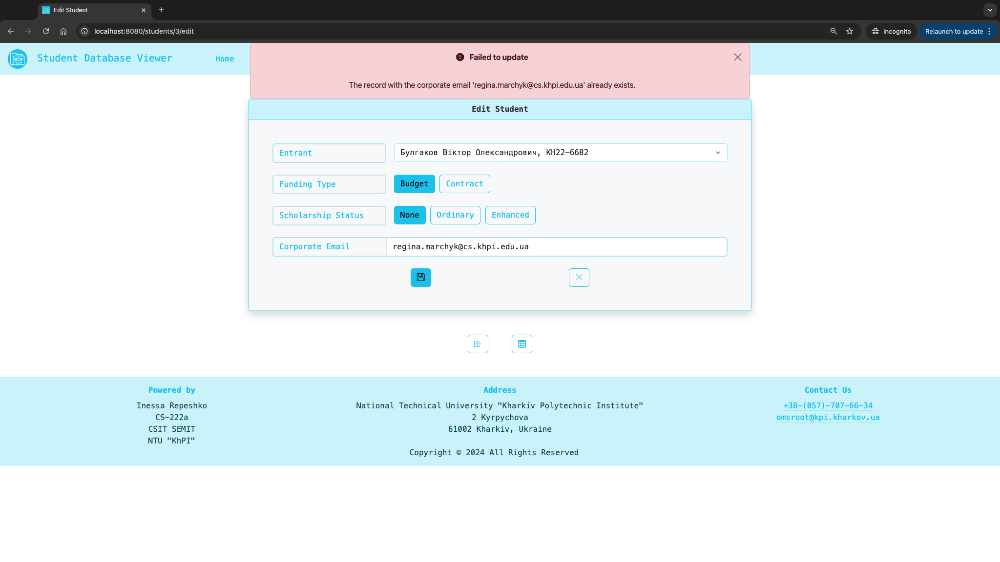 Edit Student
localhost:8080/students/3/edit
Incognito
Relaunch to update
Student Database Viewer
Home
Failed to update
The record with the corporate email 'regina.marchyk@cs.khpi.edu.ua' already exists.
Edit Student
Entrant
Булгаков Віктор Олександрович, КН22-6682
Funding Type
Budget
Contract
Scholarship Status
None
Ordinary
Enhanced
Corporate Email
regina.marchyk@cs.khpi.edu.ua
Powered by
Inessa Repeshko
CS-222a
CSIT SEMIT
NTU "KhPI"
Address
National Technical University "Kharkiv Polytechnic Institute"
2 Kyrpychova
61002 Kharkiv, Ukraine
Copyright © 2024 All Rights Reserved
Contact Us
+38-(057)-707-66-34
omsroot@kpi.kharkov.ua